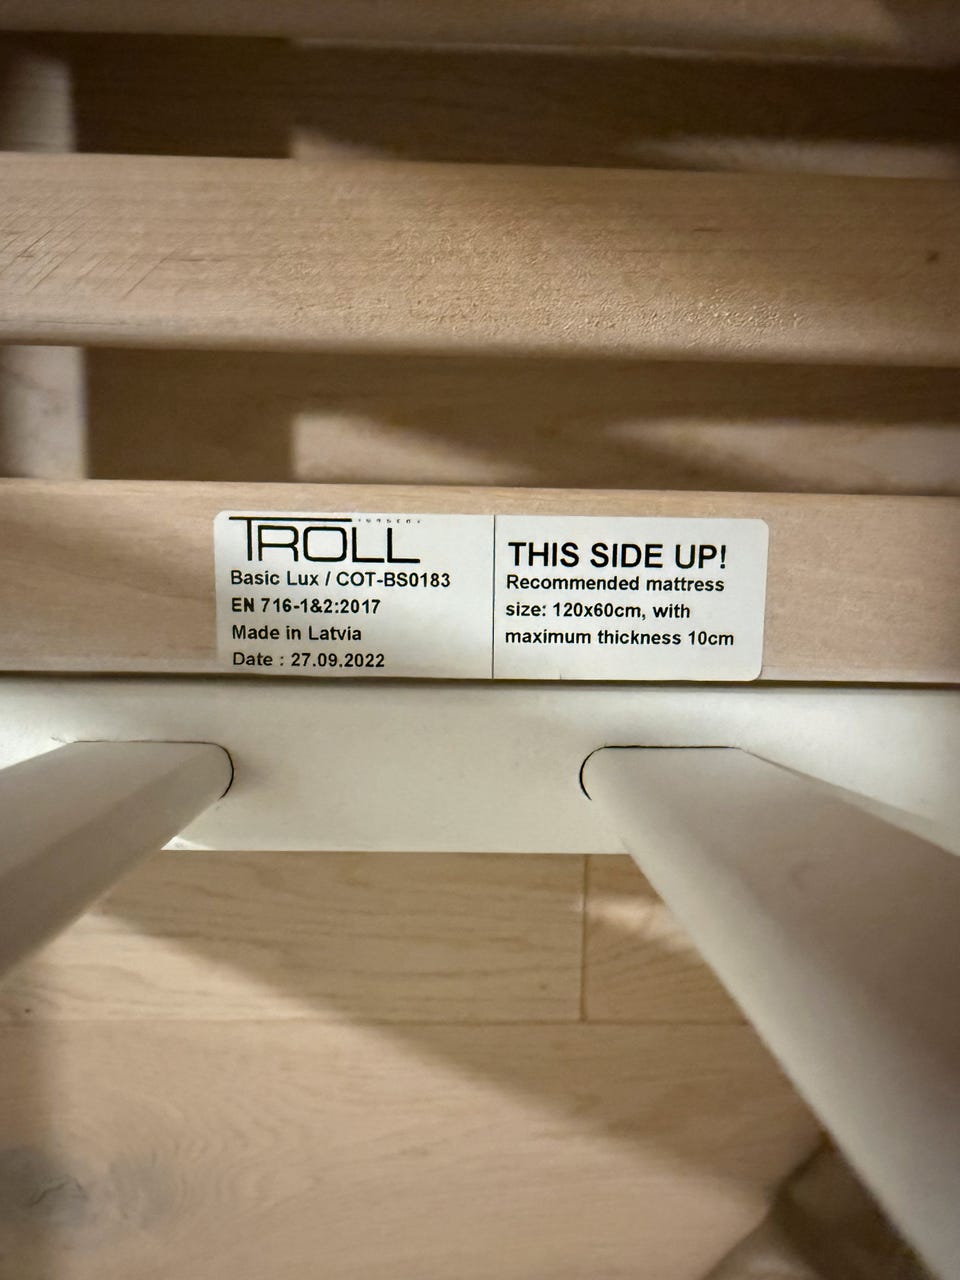 TROLL
NURSERY
Basic Lux / COT-BS0183
EN 716-1&2:2017
Made in Latvia
Date : 27.09.2022
THIS SIDE UP!
Recommended mattress
size: 120x60cm, with
maximum thickness 10cm